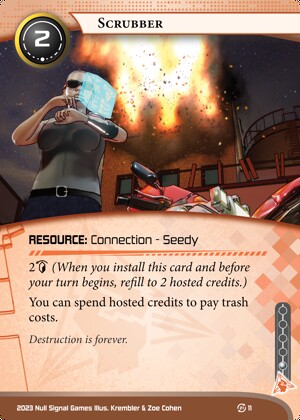 2
SCRUBBER
RESOURCE: Connection - Seedy
2 (When you install this card and before
your turn begins, refill to 2 hosted credits.)
You can spend hosted credits to pay trash
costs.
Destruction is forever.
2023 Null Signal Games Illus. Krembler & Zoe Cohen
11